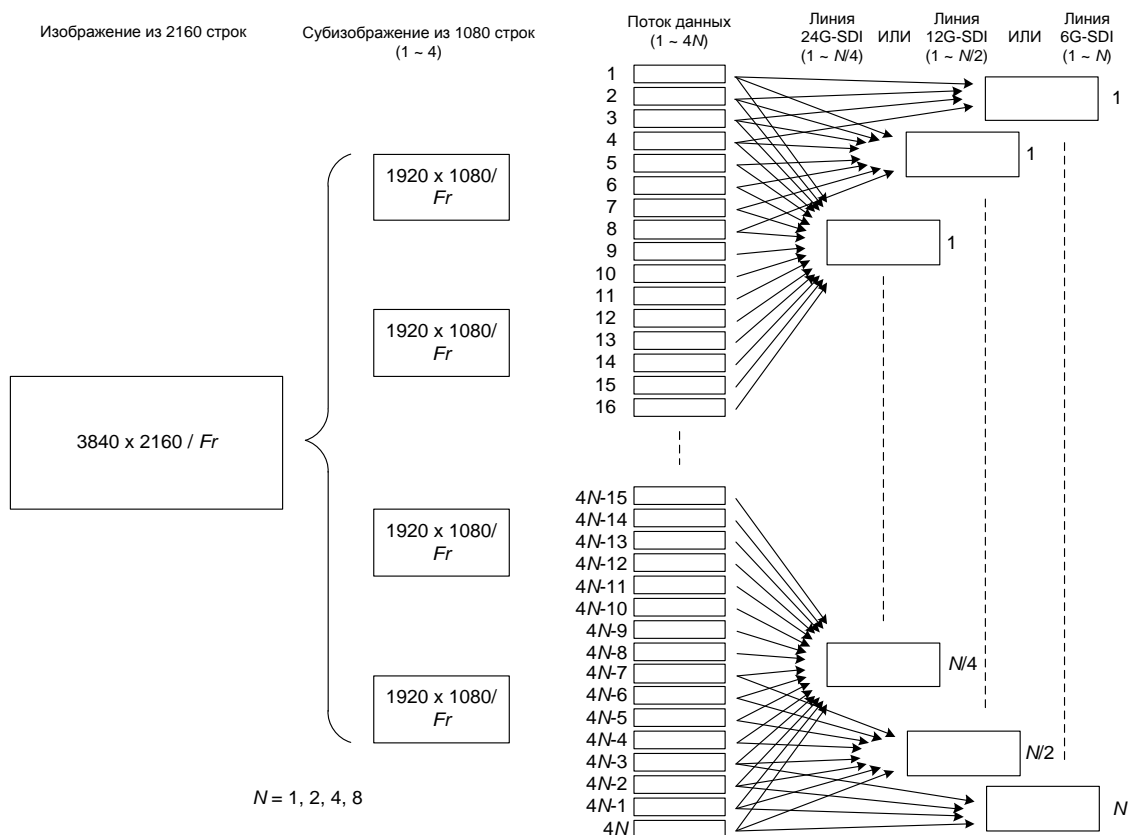 Изображение из 2160 строк
Субизображение из 1080 строк
(1 ~ 4N)
Поток данных
(1 ~ 4N)
Линия
24G-SDI
(1 ~ N/4)
ИЛИ
Линия
12G-SDI
(1 ~ N/2)
ИЛИ
Линия
6G-SDI
(1 ~ N)
1
2
3
4
5
6
7
8
9
10
11
12
13
14
15
16
1
1
1
1920 x 1080/
Fr
1920 x 1080/
Fr
3840 x 2160 / Fr
1920 x 1080/
Fr
1920 x 1080/
Fr
4N-15
4N-14
4N-13
4N-12
4N-11
4N-10
4N-9
4N-8
4N-7
4N-6
4N-5
4N-4
4N-3
4N-2
4N-1
4N
N/4
N/2
N
N = 1, 2, 4, 8